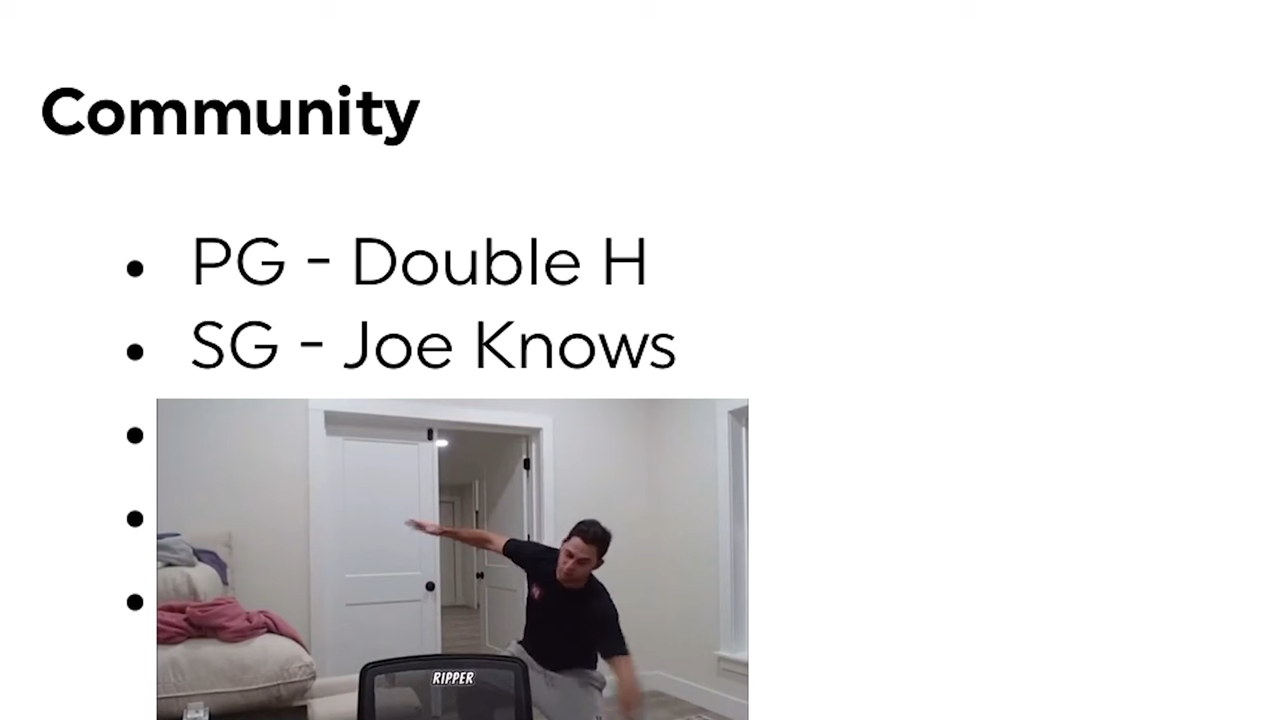 Community
• PG - Double H
• SG - Joe Knows
•
•
•
RIPPER